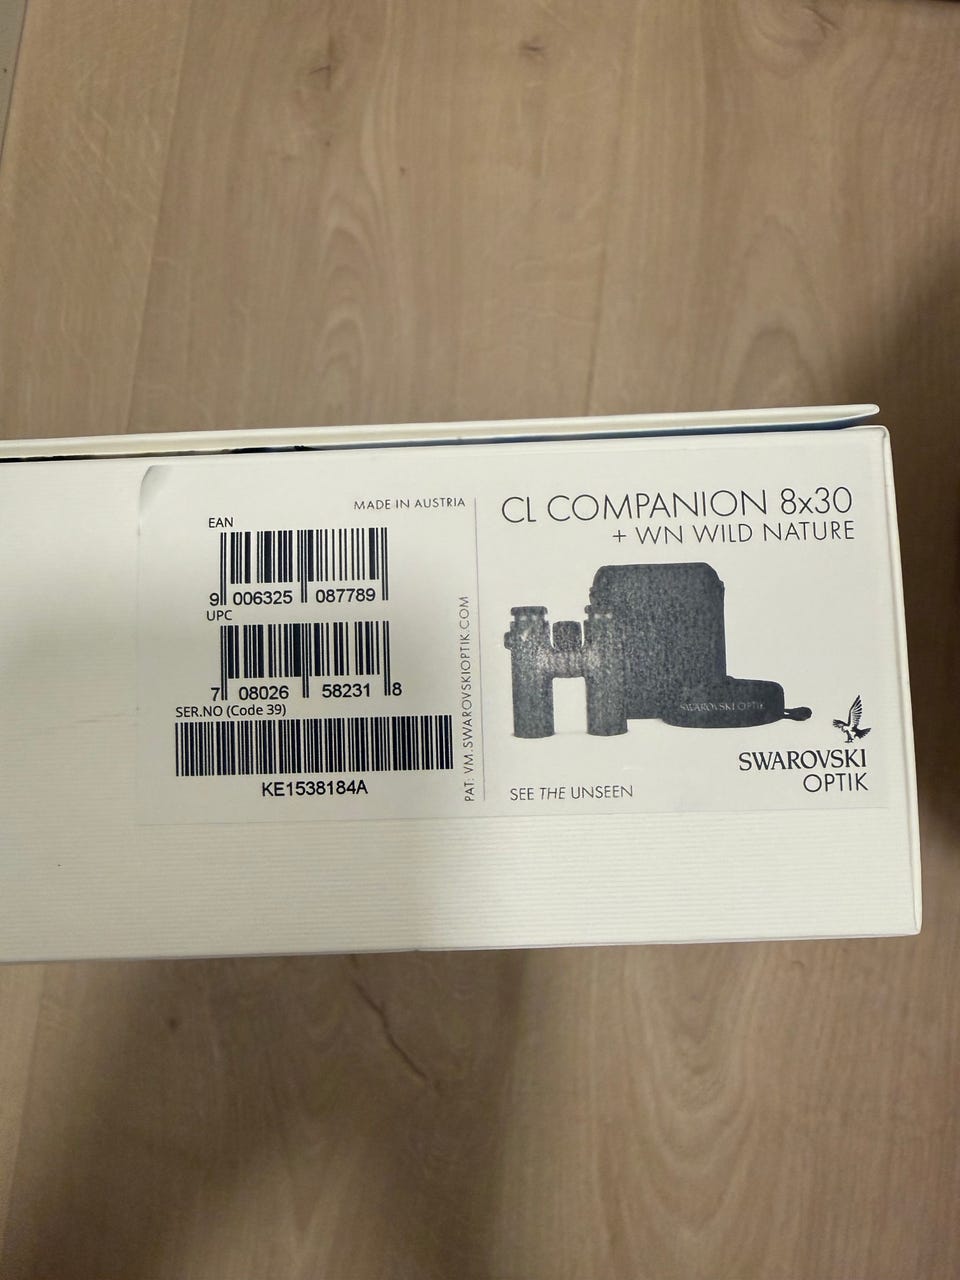 MADE IN AUSTRIA
EAN
9 006325 087789
UPC
7 08026 58231 8
SER.NO (Code 39)
KE1538184A
PAT: VM.SWAROVSKIOPTIK.COM
CL COMPANION 8x30
+ WN WILD NATURE
SWAROVSKI OPTIK
SEE THE UNSEEN
SWAROVSKI
OPTIK